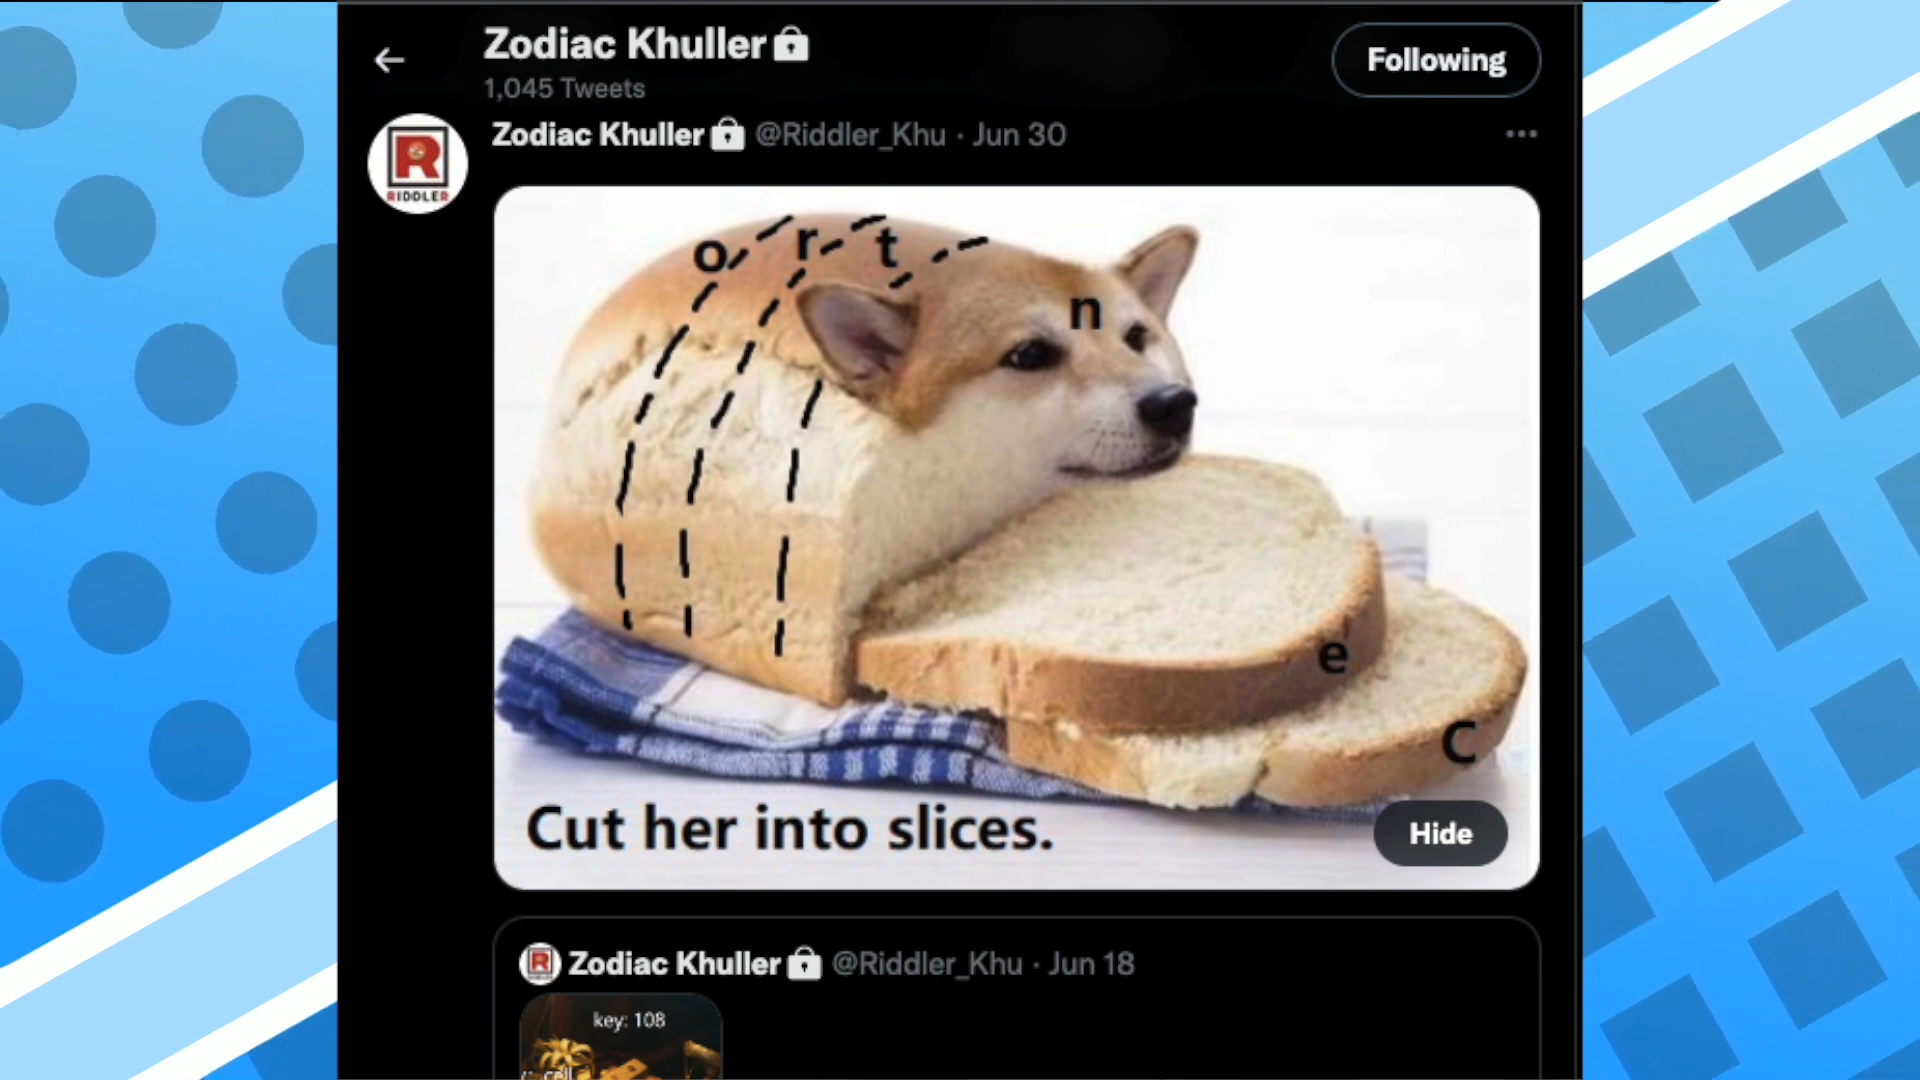 Zodiac Khuller
1,045 Tweets
Following
Zodiac Khuller @Riddler_Khu · Jun 30
R
RIDDLER
o r t
n
e
C
Cut her into slices.
Hide
Zodiac Khuller @Riddler_Khu · Jun 18
key: 108
cell